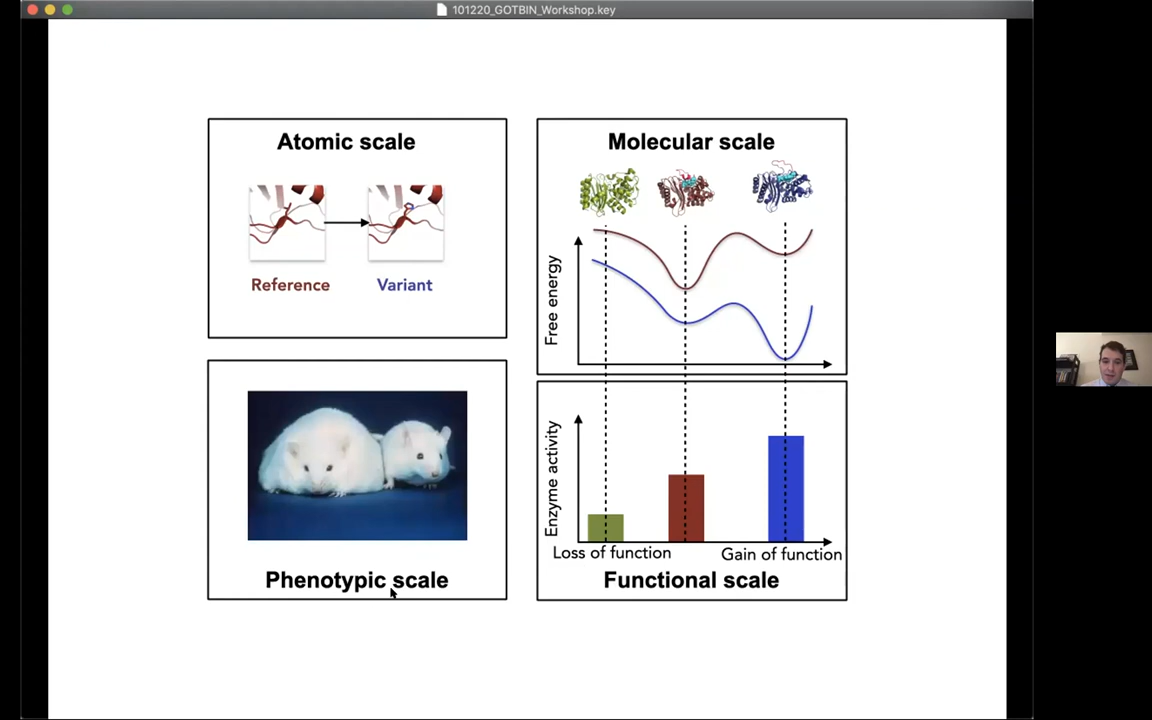 101220_GOTBIN_Workshop.key
Atomic scale
Reference
Variant
Molecular scale
Free energy
Phenotypic scale
Enzyme activity
Loss of function
Gain of function
Functional scale